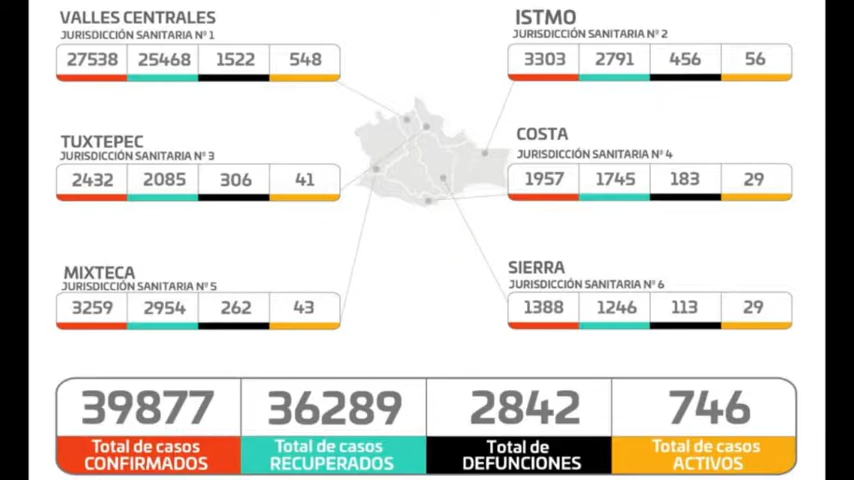 VALLES CENTRALES
JURISDICCIÓN SANITARIA Nº 1
27538 25468 1522 548
ISTMO
JURISDICCIÓN SANITARIA Nº 2
3303 2791 456 56
TUXTEPEC
JURISDICCIÓN SANITARIA Nº 3
2432 2085 306 41
COSTA
JURISDICCIÓN SANITARIA Nº 4
1957 1745 183 29
MIXTECA
JURISDICCIÓN SANITARIA Nº 5
3259 2954 262 43
SIERRA
JURISDICCIÓN SANITARIA Nº 6
1388 1246 113 29
39877 36289 2842 746
Total de casos CONFIRMADOS
Total de casos RECUPERADOS
Total de DEFUNCIONES
Total de casos ACTIVOS